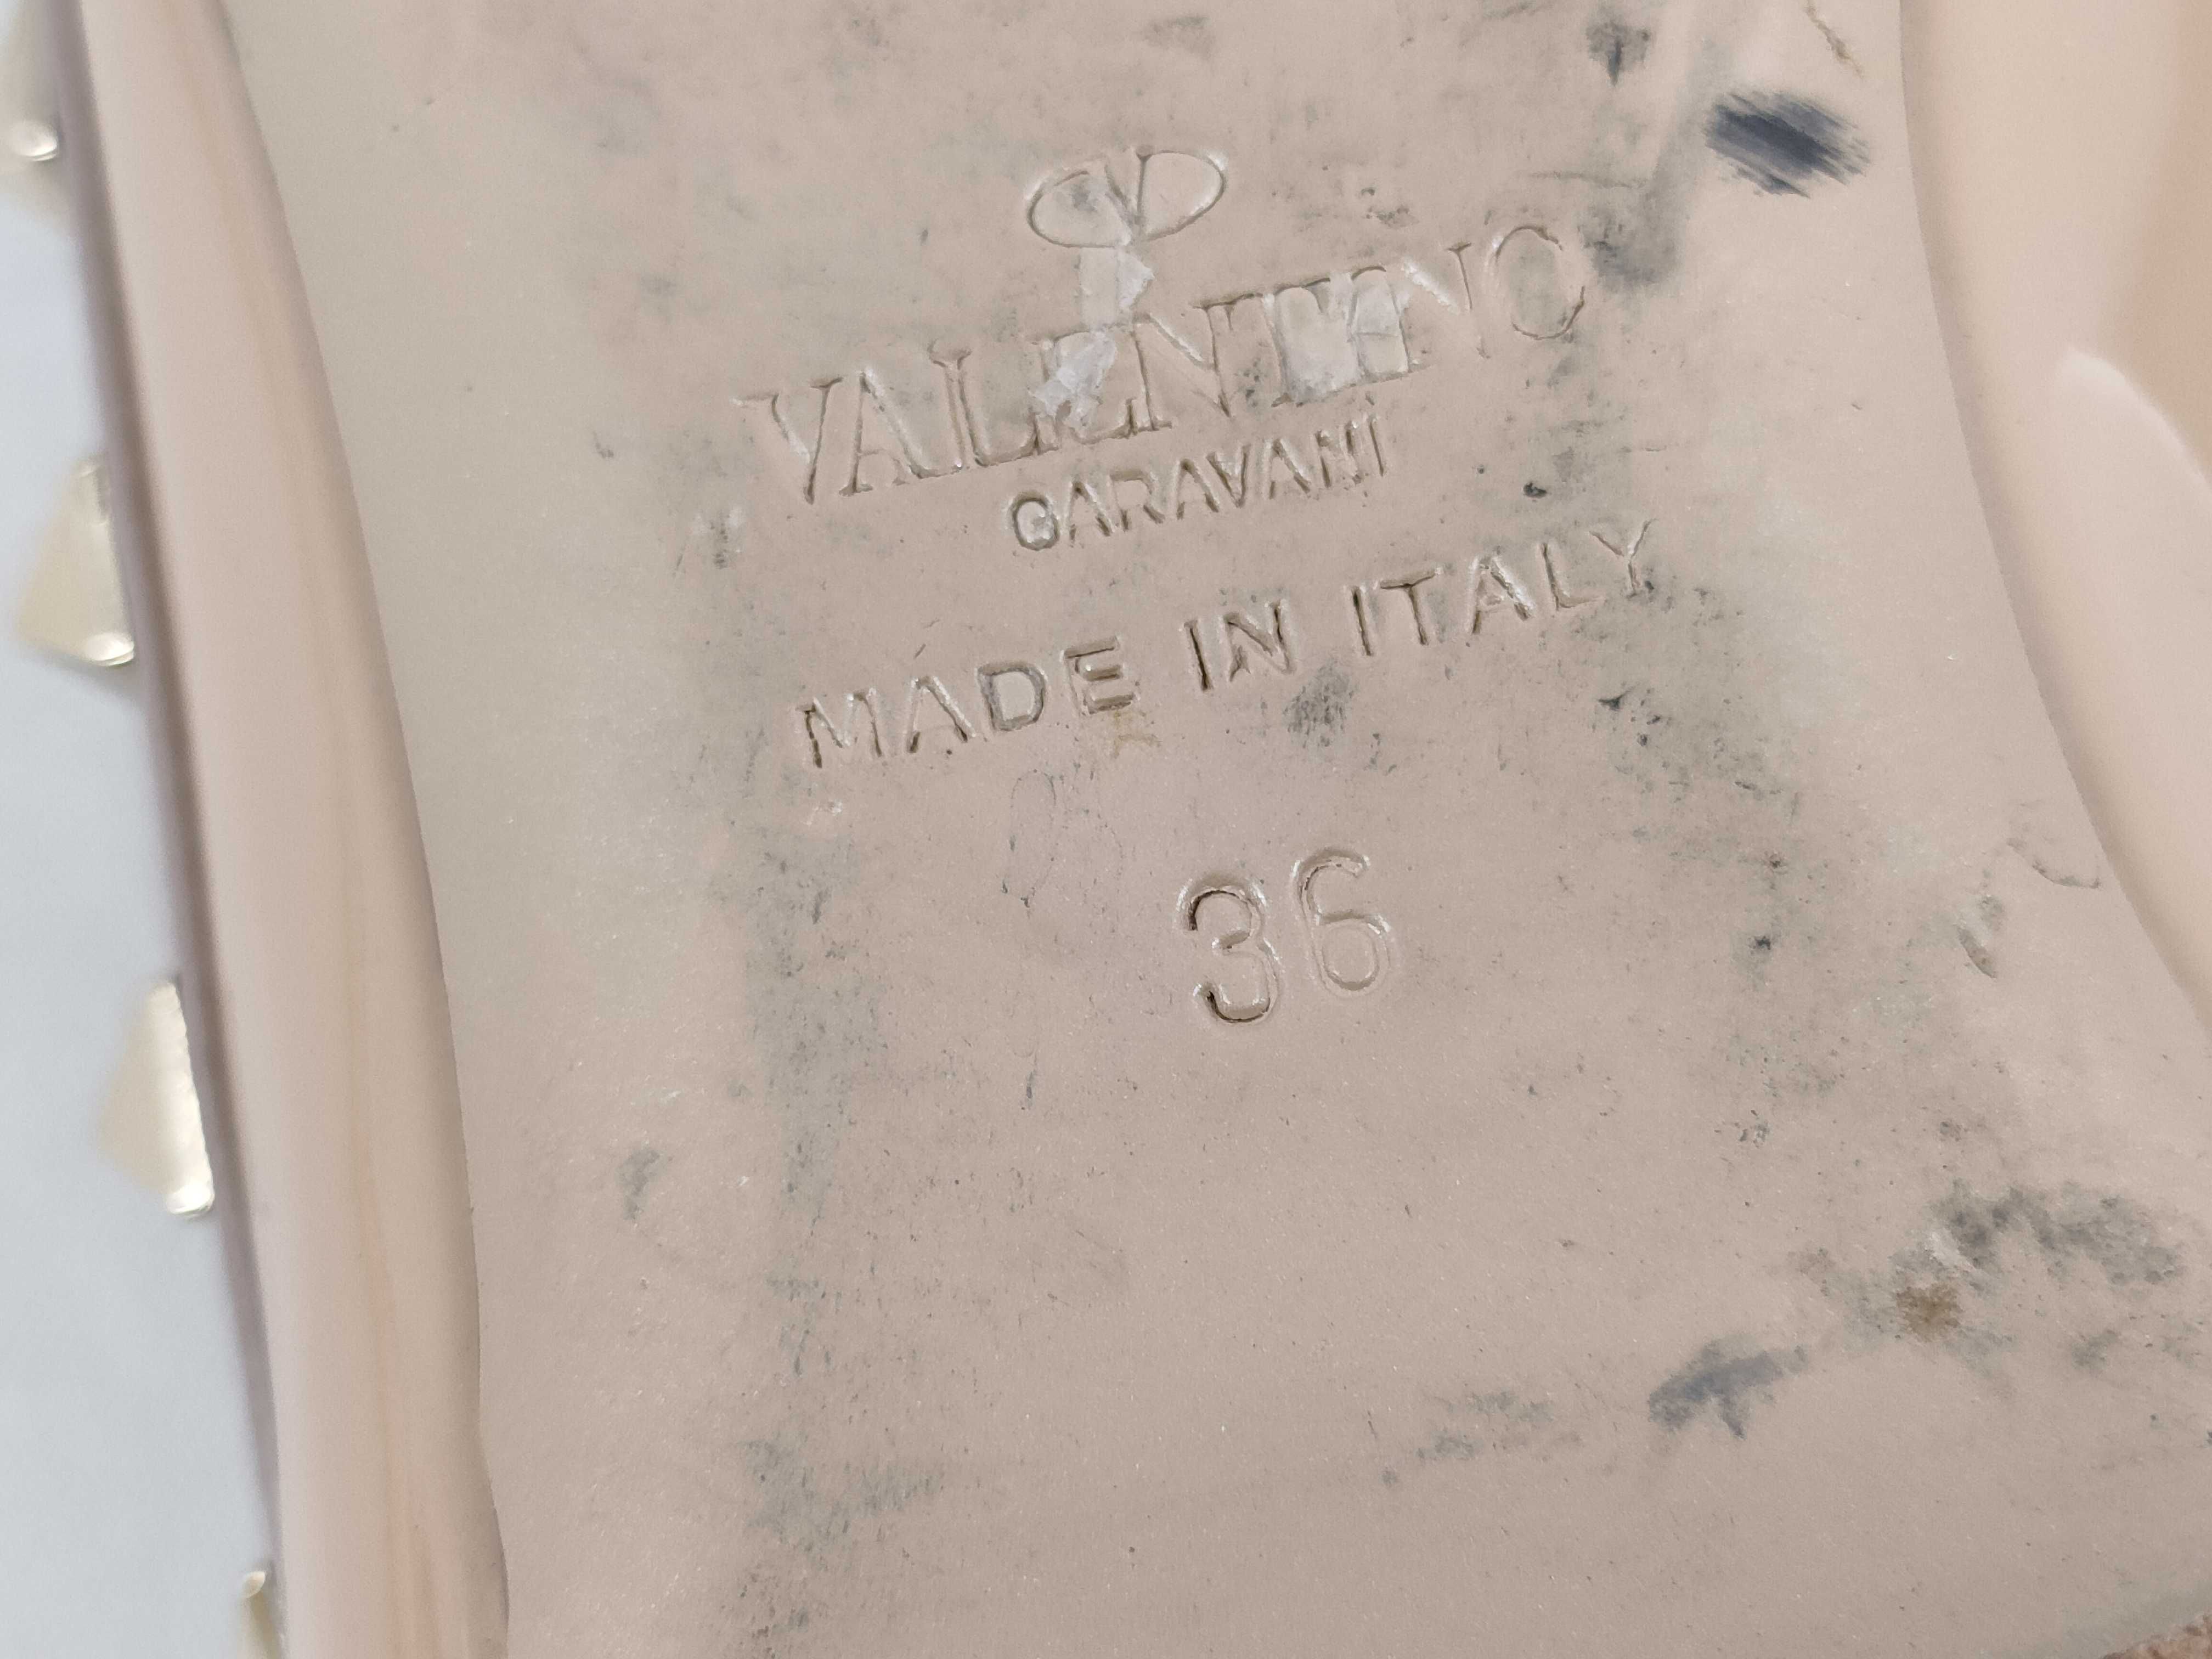 VALENTINO
GARAVANI
MADE IN ITALY
36